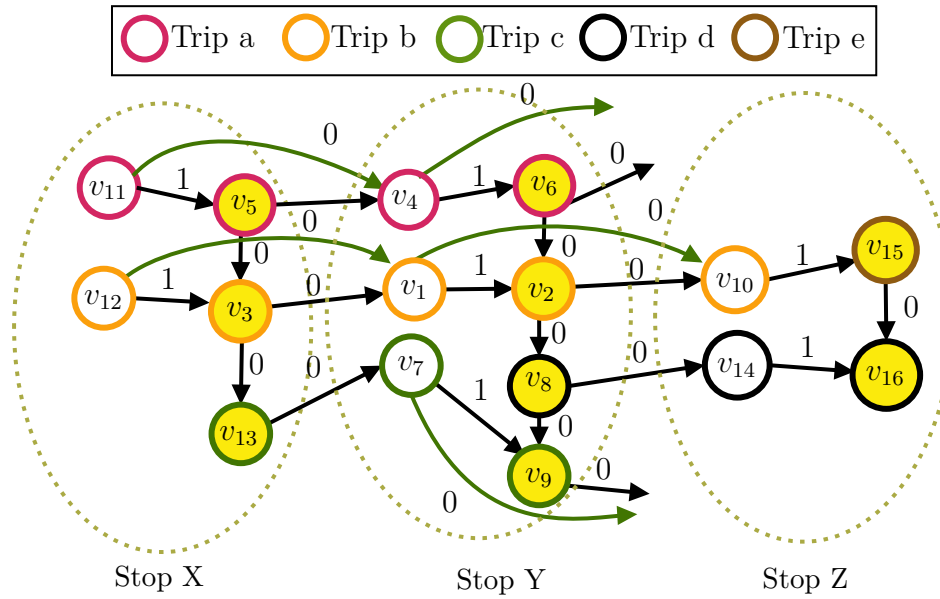 Trip a Trip b Trip c Trip d Trip e
0 0
v11 1 v5 0 v4 1 v6 0
0 0 0
v12 1 v3 0 v1 1 v2 0 v10 1 v15
0 0 0
v13 0 v7 1 v8 0 v14 1 v16
0
v9 0
0
Stop X Stop Y Stop Z